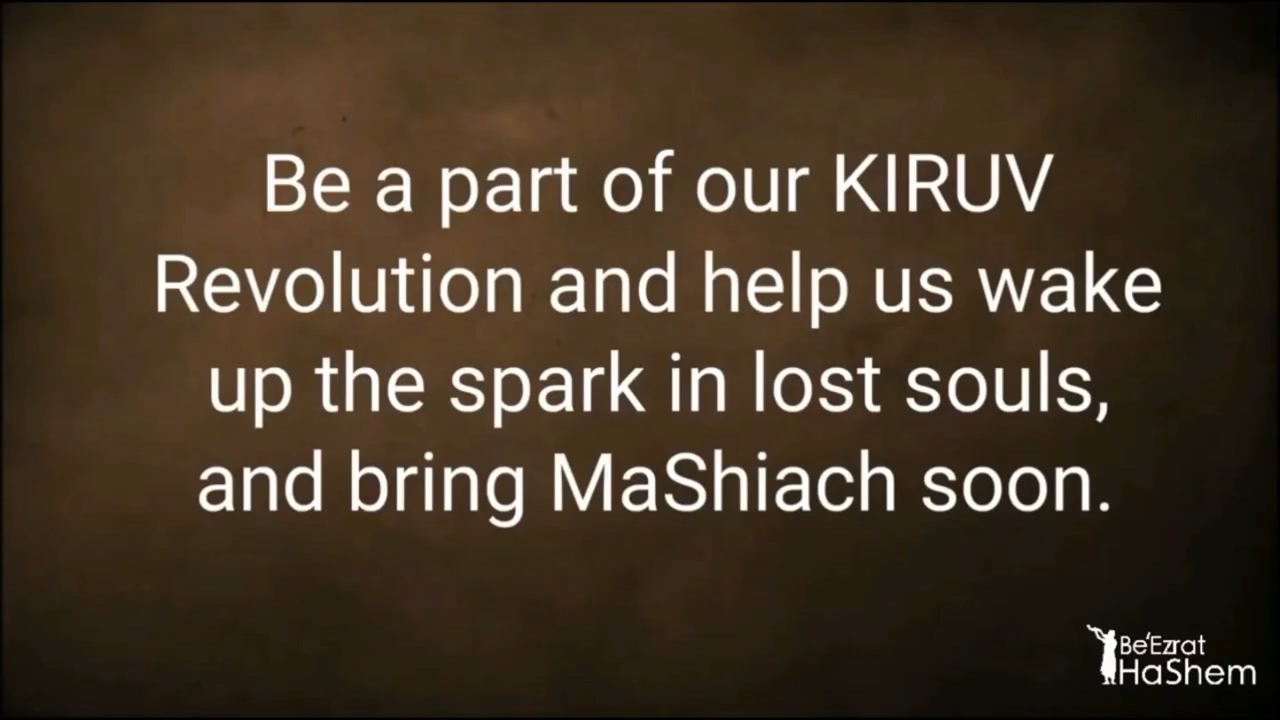 Be a part of our KIRUV
Revolution and help us wake
up the spark in lost souls,
and bring MaShiach soon.
Be'Ezrat
HaShem